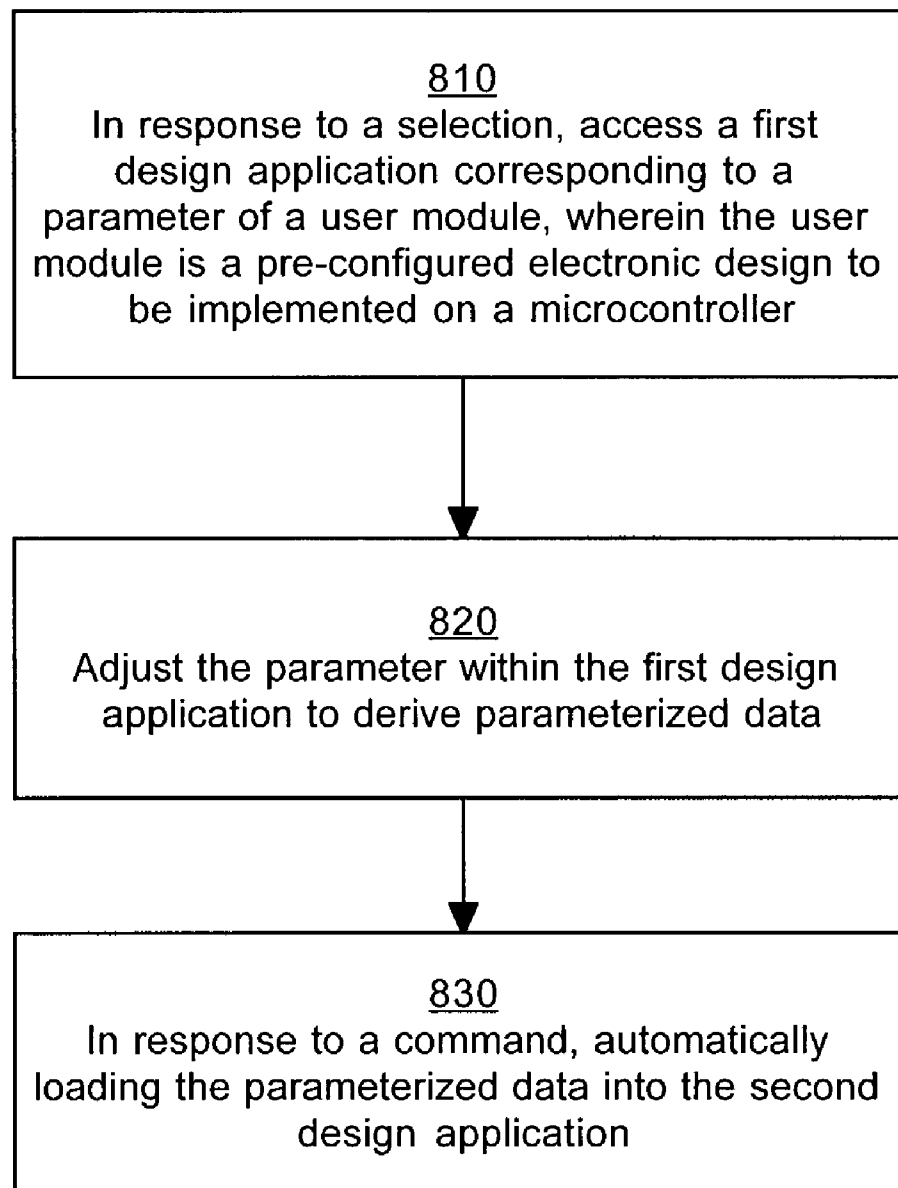 810
In response to a selection, access a first
design application corresponding to a
parameter of a user module, wherein the user
module is a pre-configured electronic design to
be implemented on a microcontroller
820
Adjust the parameter within the first design
application to derive parameterized data
830
In response to a command, automatically
loading the parameterized data into the second
design application